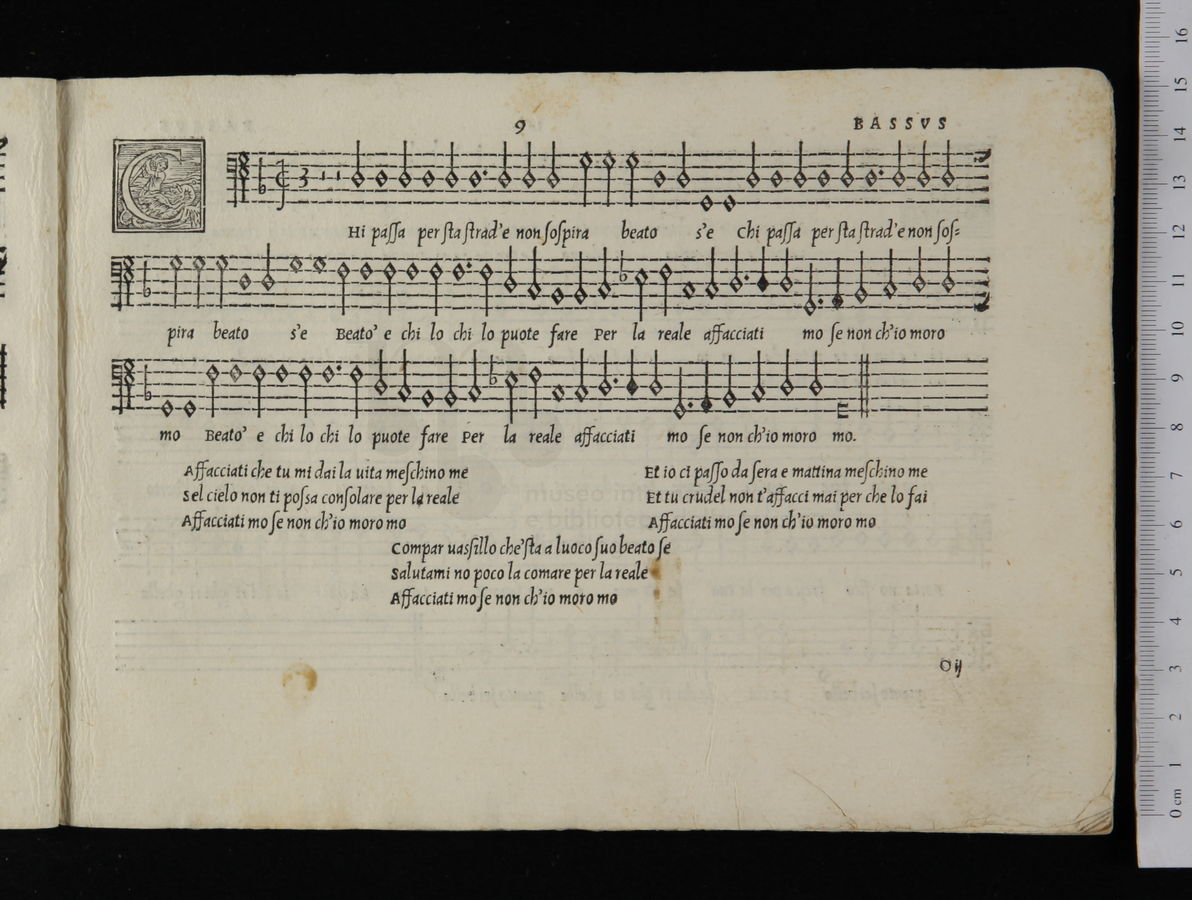 9 BASSVS
C
Hi passa per sta strad'e non sospira beato s'e Chi passa per sta strad'e non sos=
pira beato s'e Beato' e chi lo chi lo puote fare Per la reale affacciati mo se non ch'io moro
mo Beato' e chi lo chi lo puote fare Per la reale affacciati mo se non ch'io moro mo.
Affacciati che tu mi dai la uita meschino me
Sel cielo non ti possa consolare per la reale
Affacciati mo se non ch'io moro mo
Et io ci passo da sera e mattina meschino me
Et tu crudel non t'affacci mai per che lo fai
Affacciati mo se non ch'io moro mo
Compar uassillo che'sta a luoco suo beato se
Salutami no poco la comare per la reale
Affacciati mo se non ch'io moro mo
O ij
museo int
e bibliotec
0 cm 1 2 3 4 5 6 7 8 9 10 11 12 13 14 15 16